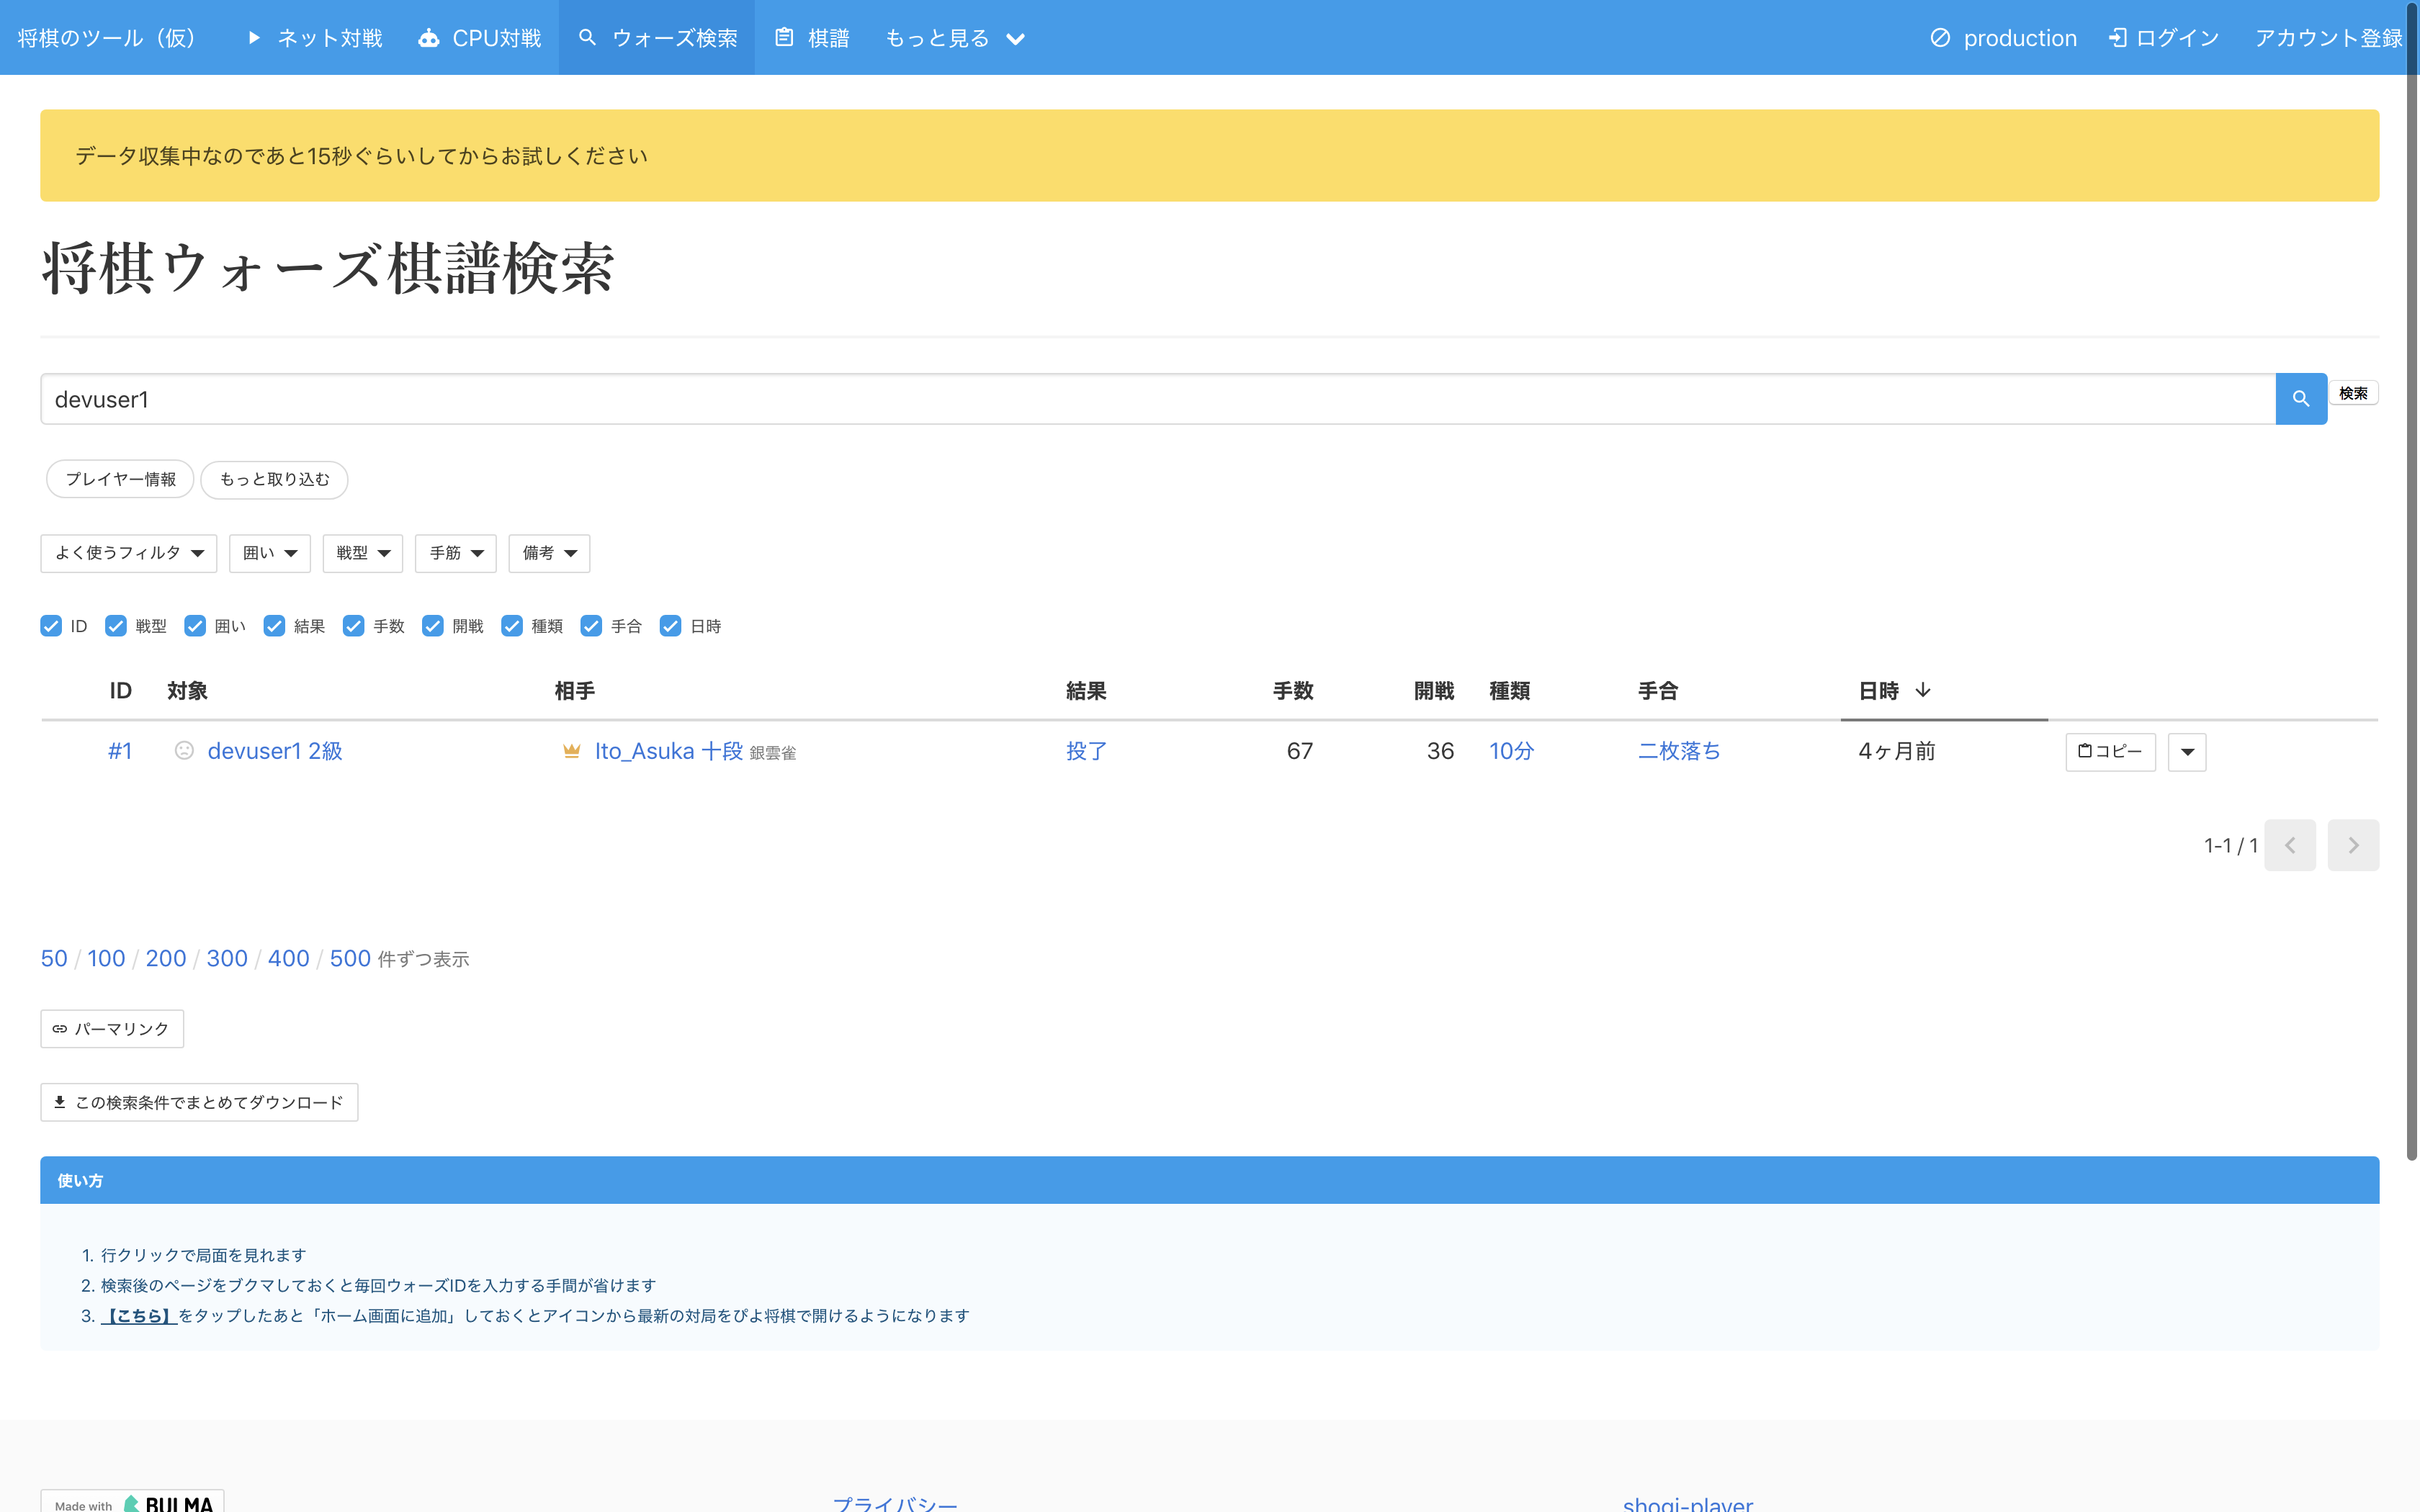 将棋のツール（仮） ネット対戦 CPU対戦 ウォーズ検索 棋譜 もっと見る production ログイン アカウント登録
データ収集中なのであと15秒ぐらいしてからお試しください
将棋ウォーズ棋譜検索
devuser1 検索
プレイヤー情報 もっと取り込む
よく使うフィルタ 囲い 戦型 手筋 備考
ID 戦型 囲い 結果 手数 開戦 種類 手合 日時
ID 対象 相手 結果 手数 開戦 種類 手合 日時
#1 devuser1 2級 Ito_Asuka 十段 銀雲雀 投了 67 36 10分 二枚落ち 4ヶ月前 コピー
1-1 / 1
50 / 100 / 200 / 300 / 400 / 500 件ずつ表示
パーマリンク
この検索条件でまとめてダウンロード
使い方
1. 行クリックで局面を見れます
2. 検索後のページをブクマしておくと毎回ウォーズIDを入力する手間が省けます
3. 【こちら】をタップしたあと「ホーム画面に追加」しておくとアイコンから最新の対局をぴよ将棋で開けるようになります
Made with BULMA プライバシー shogi-player